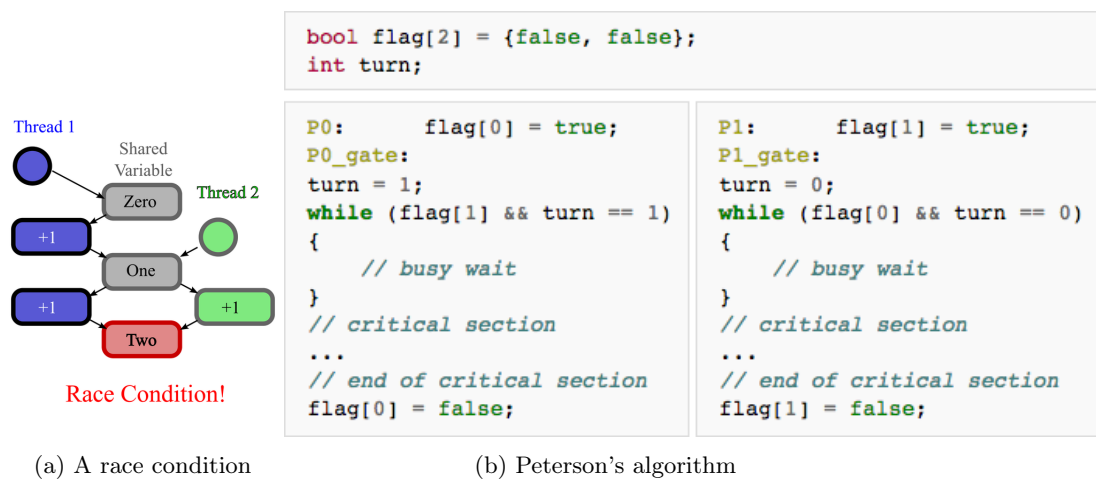 bool flag[2] = {false, false};
int turn;
Thread 1
Shared
Variable
Thread 2
Zero
+1
One
+1
+1
Two
Race Condition!
P0:      flag[0] = true;
P0_gate:
turn = 1;
while (flag[1] && turn == 1)
{
    // busy wait
}
// critical section
...
// end of critical section
flag[0] = false;
P1:      flag[1] = true;
P1_gate:
turn = 0;
while (flag[0] && turn == 0)
{
    // busy wait
}
// critical section
...
// end of critical section
flag[1] = false;
(a) A race condition
(b) Peterson's algorithm